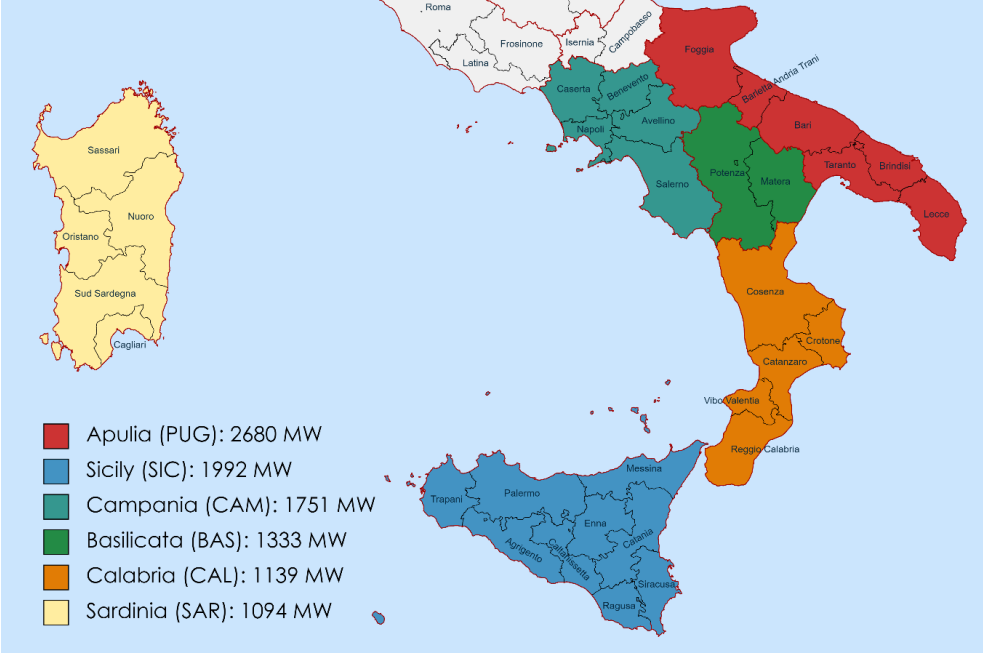 Roma
Frosinone
Latina
Isernia
Campobasso
Foggia
Barletta Andria Trani
Caserta
Benevento
Avellino
Napoli
Salerno
Bari
Taranto
Brindisi
Lecce
Potenza
Matera
Sassari
Nuoro
Oristano
Sud Sardegna
Cagliari
Cosenza
Crotone
Catanzaro
Vibo Valentia
Reggio Calabria
Messina
Palermo
Trapani
Enna
Catania
Agrigento
Caltanissetta
Siracusa
Ragusa
Apulia (PUG): 2680 MW
Sicily (SIC): 1992 MW
Campania (CAM): 1751 MW
Basilicata (BAS): 1333 MW
Calabria (CAL): 1139 MW
Sardinia (SAR): 1094 MW